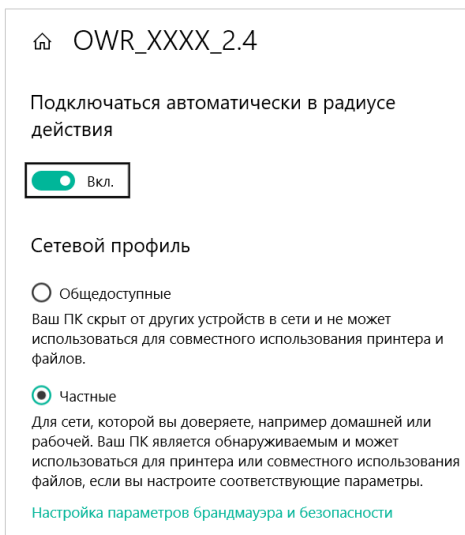 OWR_XXXX_2.4
Подключаться автоматически в радиусе
действия
Вкл.
Сетевой профиль
Общедоступные
Ваш ПК скрыт от других устройств в сети и не может
использоваться для совместного использования принтера и
файлов.
Частные
Для сети, которой вы доверяете, например домашней или
рабочей. Ваш ПК является обнаруживаемым и может
использоваться для принтера или совместного использования
файлов, если вы настроите соответствующие параметры.
Настройка параметров брандмауэра и безопасности